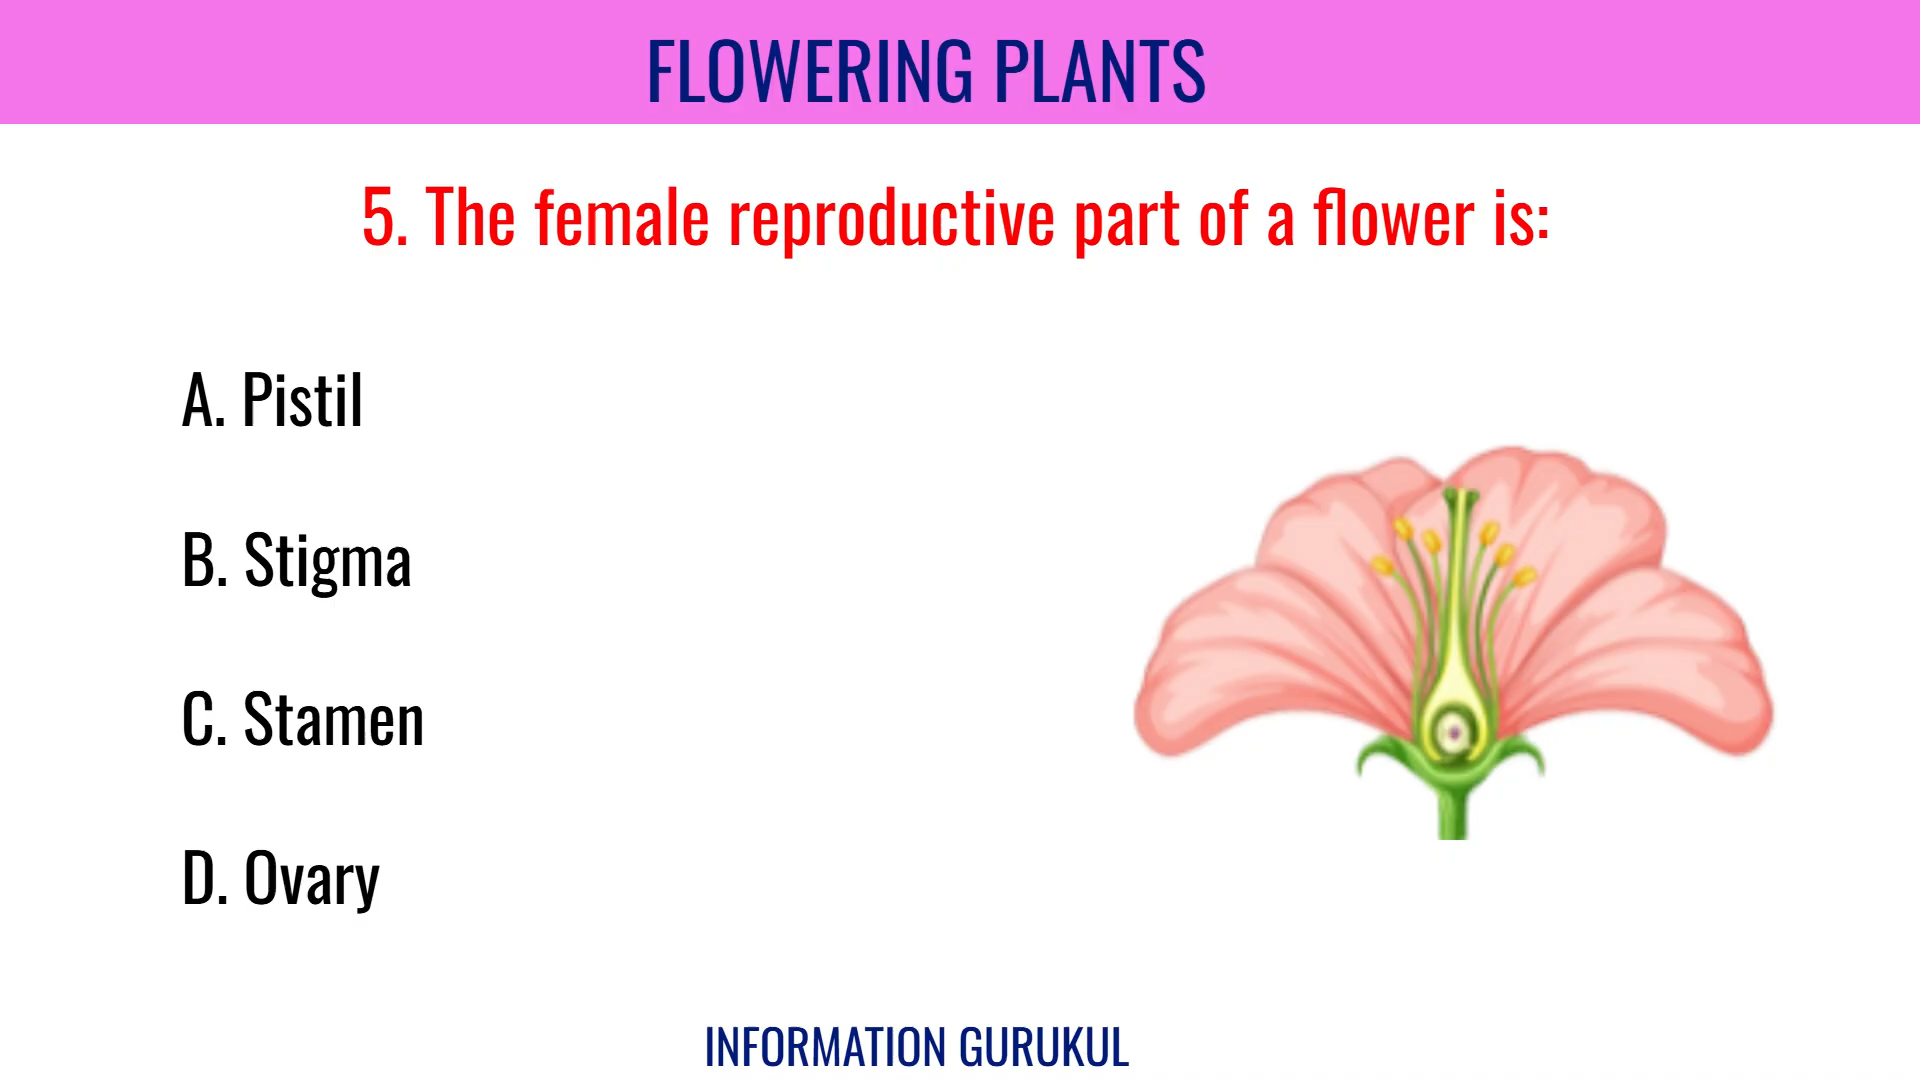 FLOWERING PLANTS
5. The female reproductive part of a flower is:
A. Pistil
B. Stigma
C. Stamen
D. Ovary
INFORMATION GURUKUL